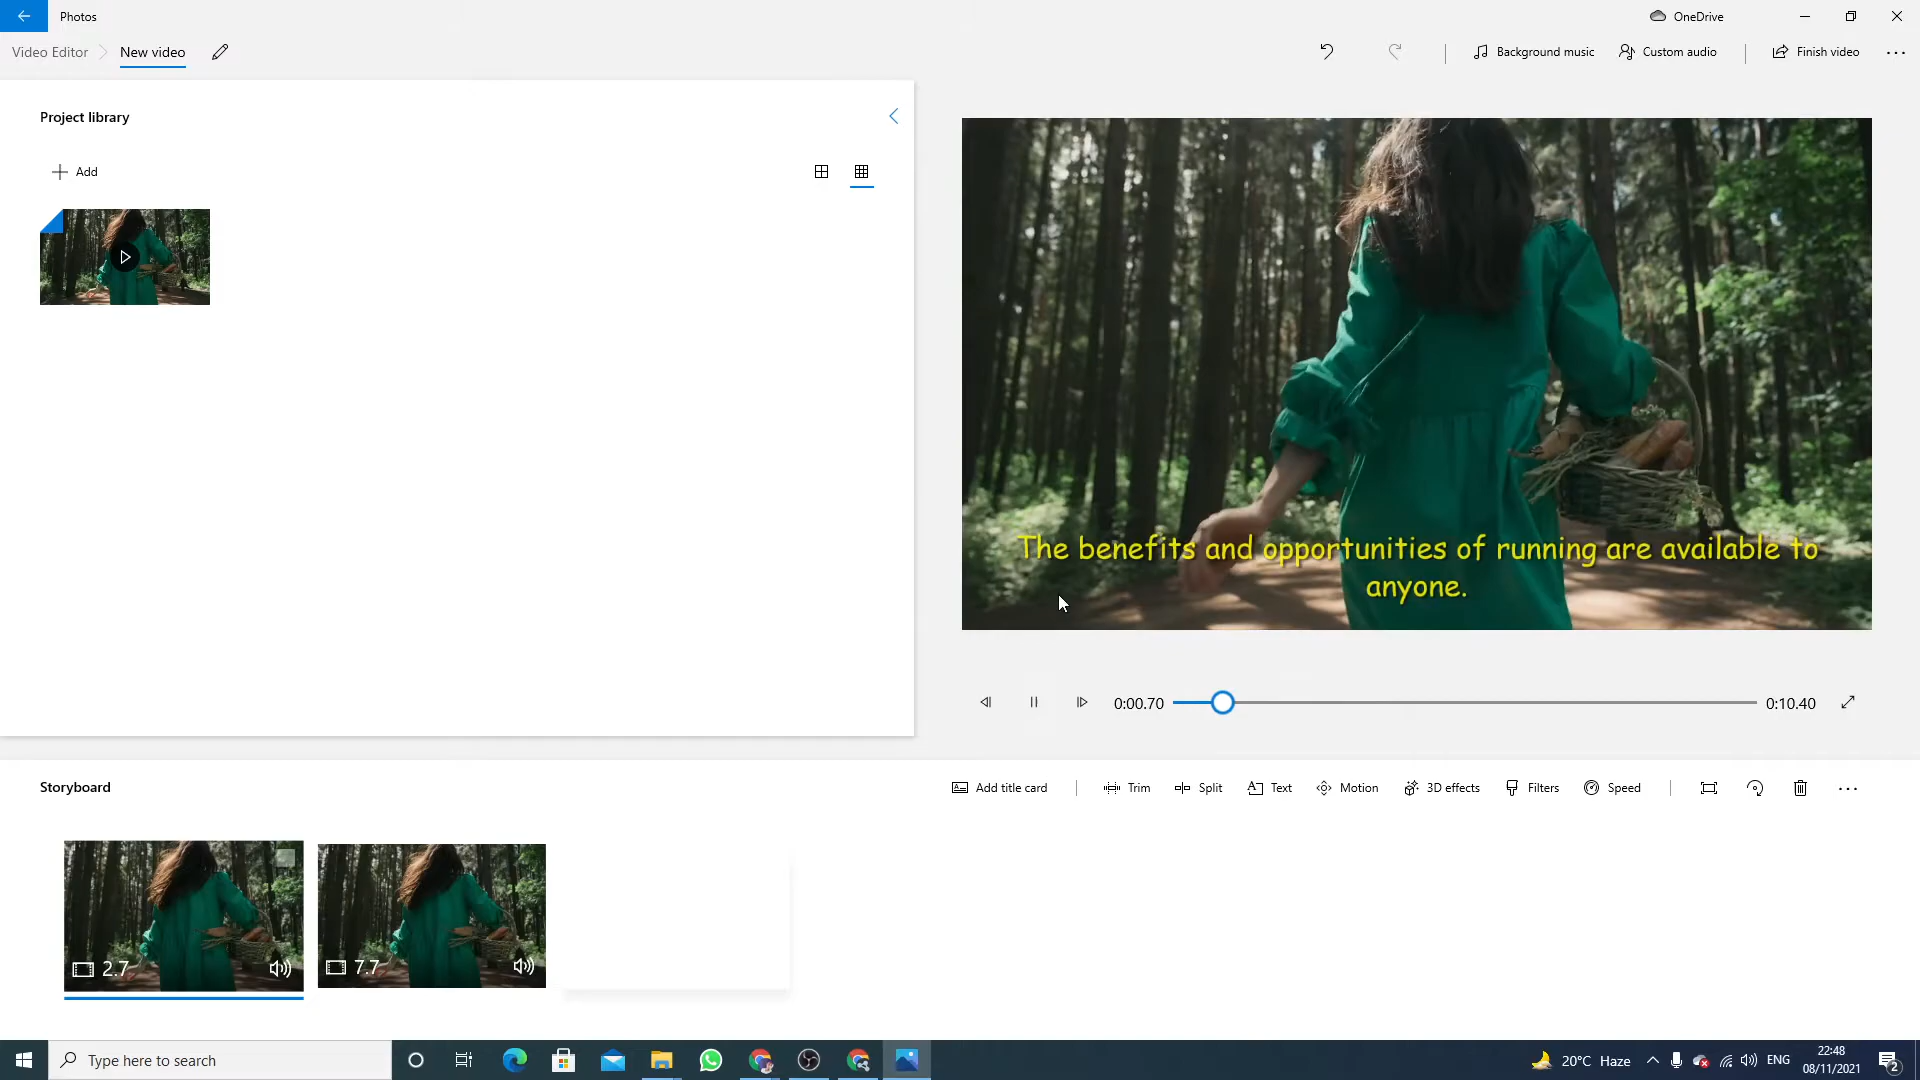 Photos
OneDrive
Video Editor
New video
Background music
Custom audio
Finish video
Project library
Add
The benefits and opportunities of running are available to
anyone.
0:00.70
0:10.40
Storyboard
Add title card
Trim
Split
Text
Motion
3D effects
Filters
Speed
2.7
7.7
Type here to search
20°C Haze
ENG
22:48
08/11/2021
2